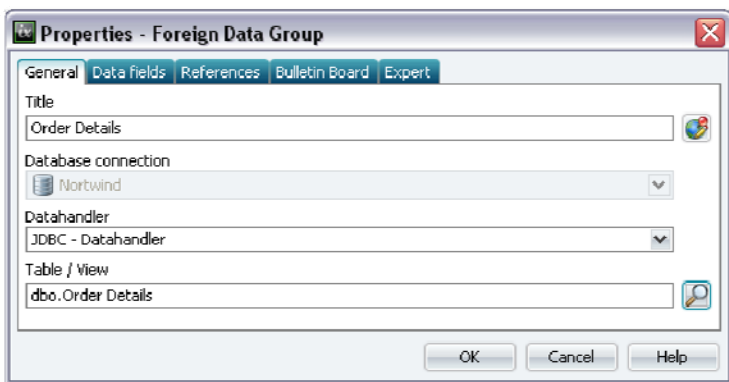 Properties - Foreign Data Group
General Data fields References Bulletin Board Expert
Title
Order Details
Database connection
Nortwind
Datahandler
JDBC - Datahandler
Table / View
dbo.Order Details
OK Cancel Help